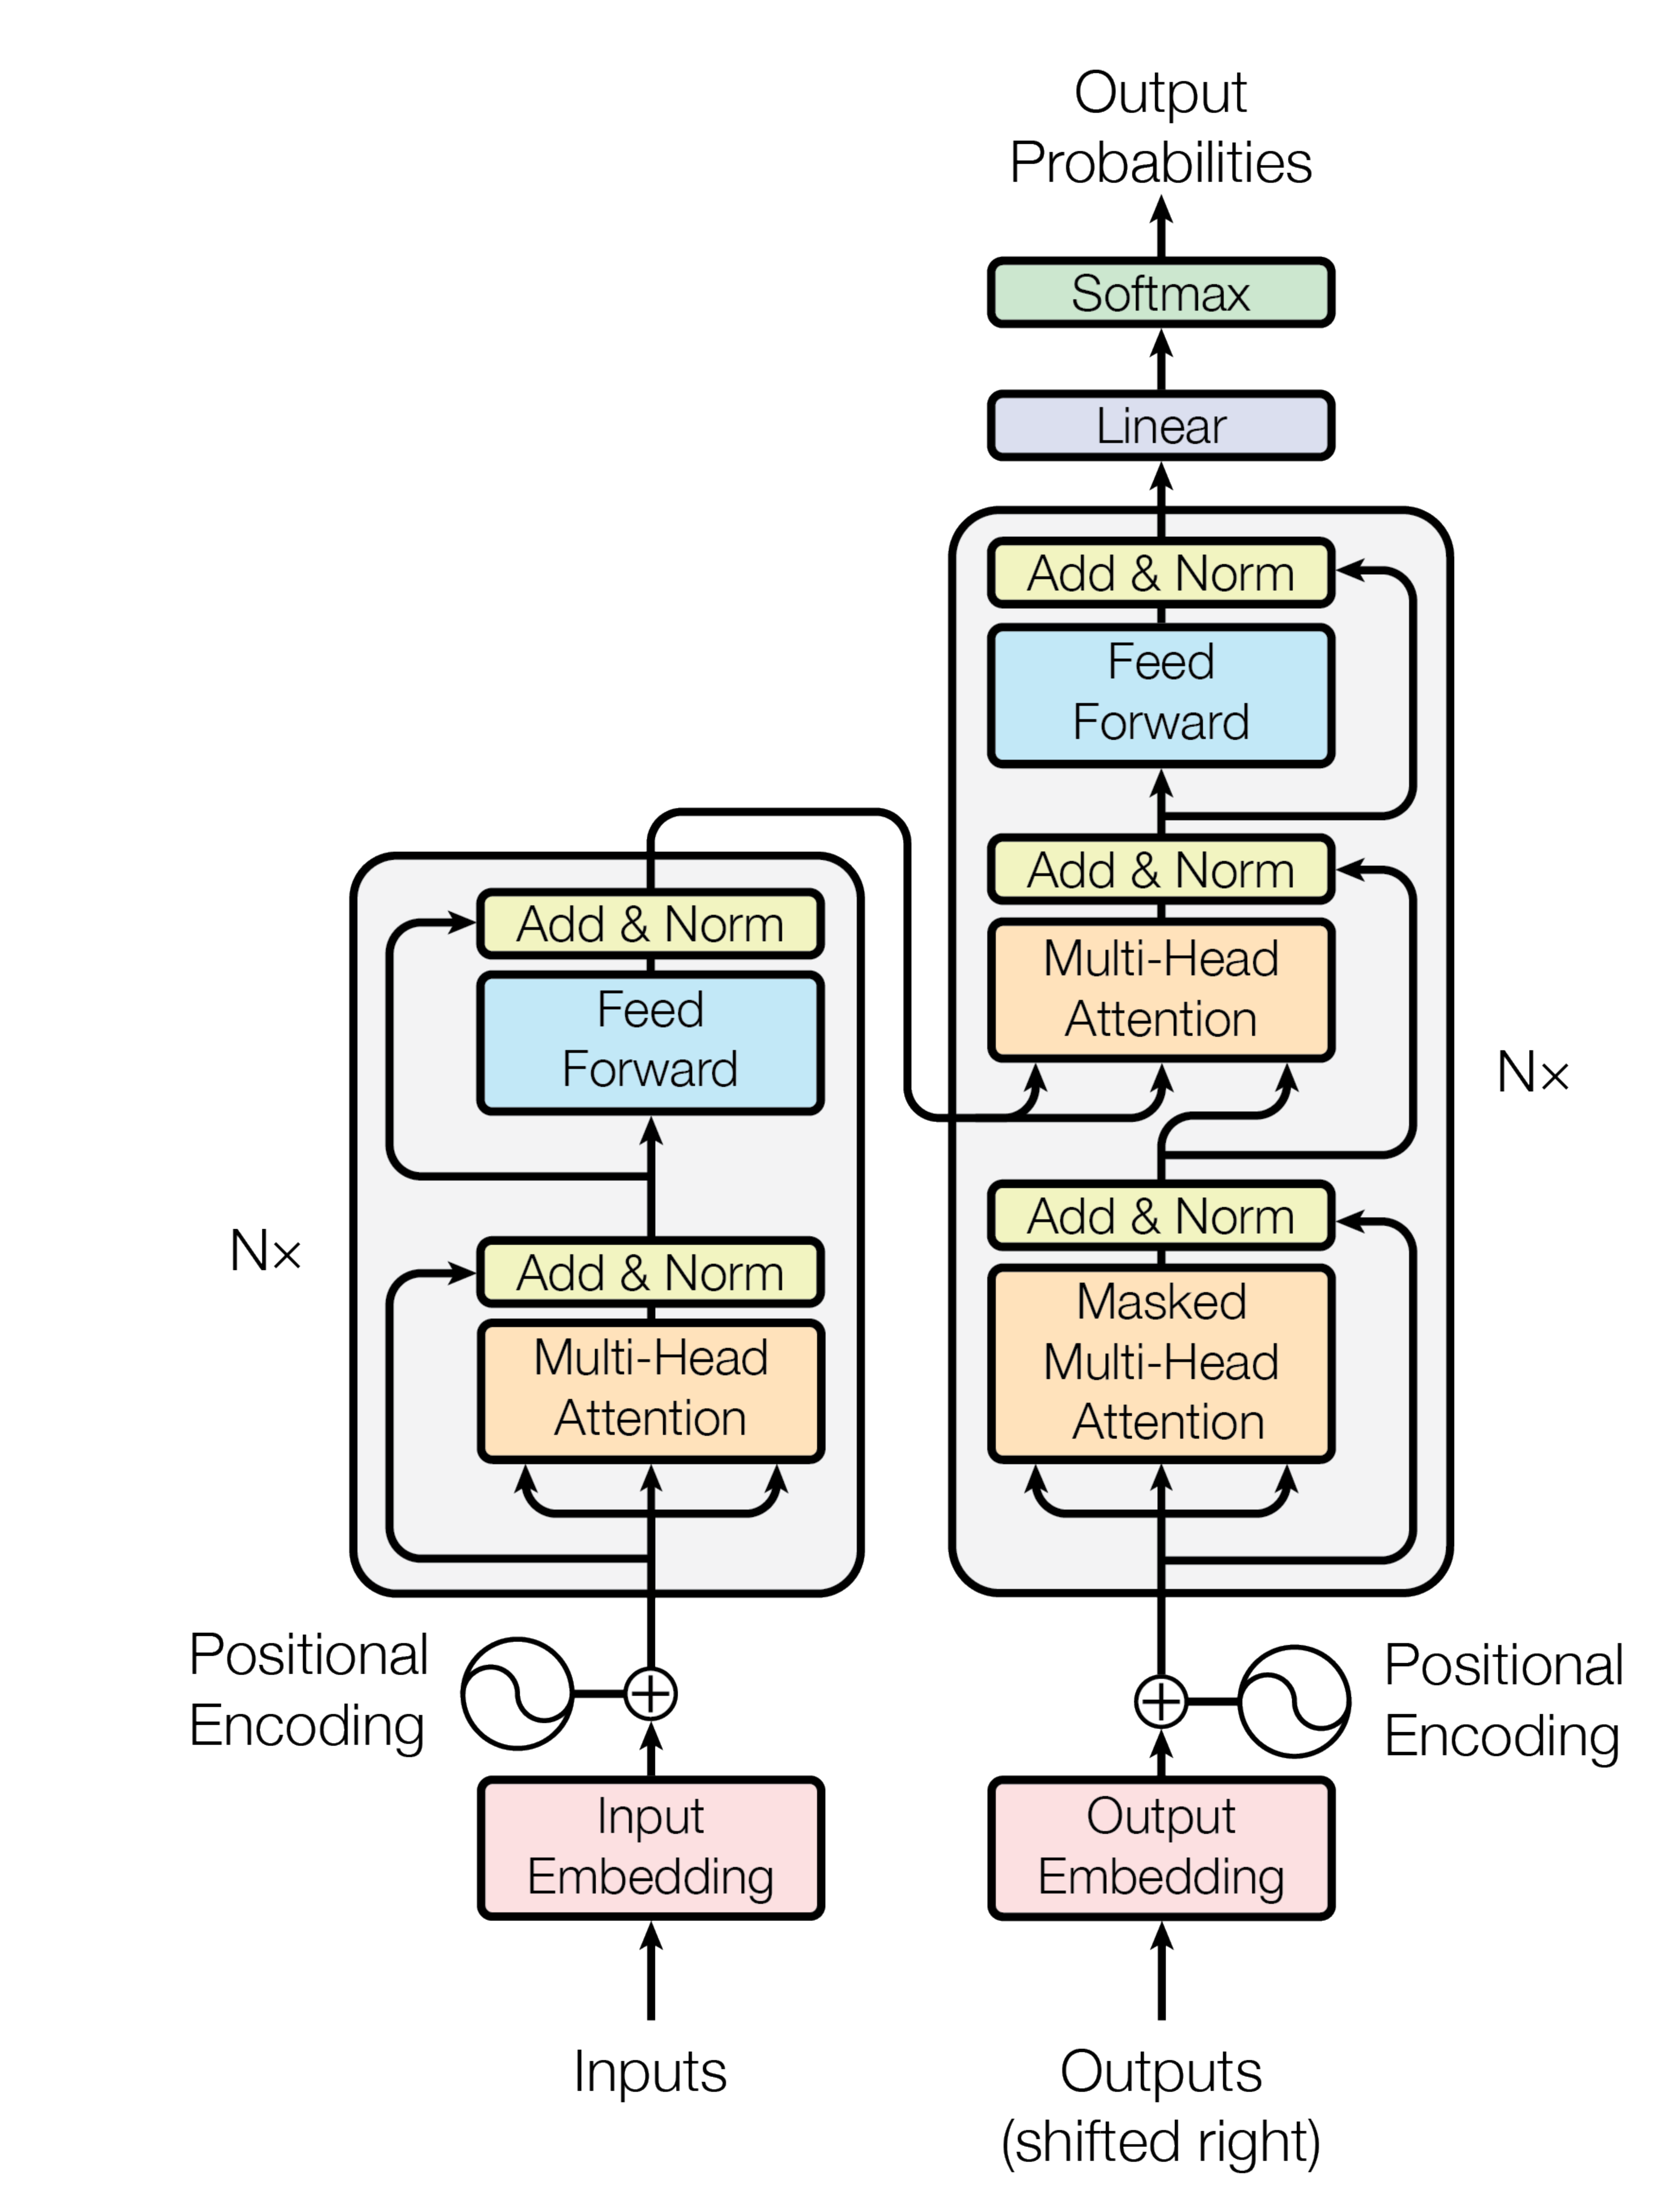 Output
Probabilities
Softmax
Linear
Add & Norm
Feed
Forward
Add & Norm
Multi-Head
Attention
Add & Norm
Masked
Multi-Head
Attention
N×
Add & Norm
Feed
Forward
Add & Norm
Multi-Head
Attention
N×
Positional
Encoding
Positional
Encoding
Input
Embedding
Output
Embedding
Inputs
Outputs
(shifted right)